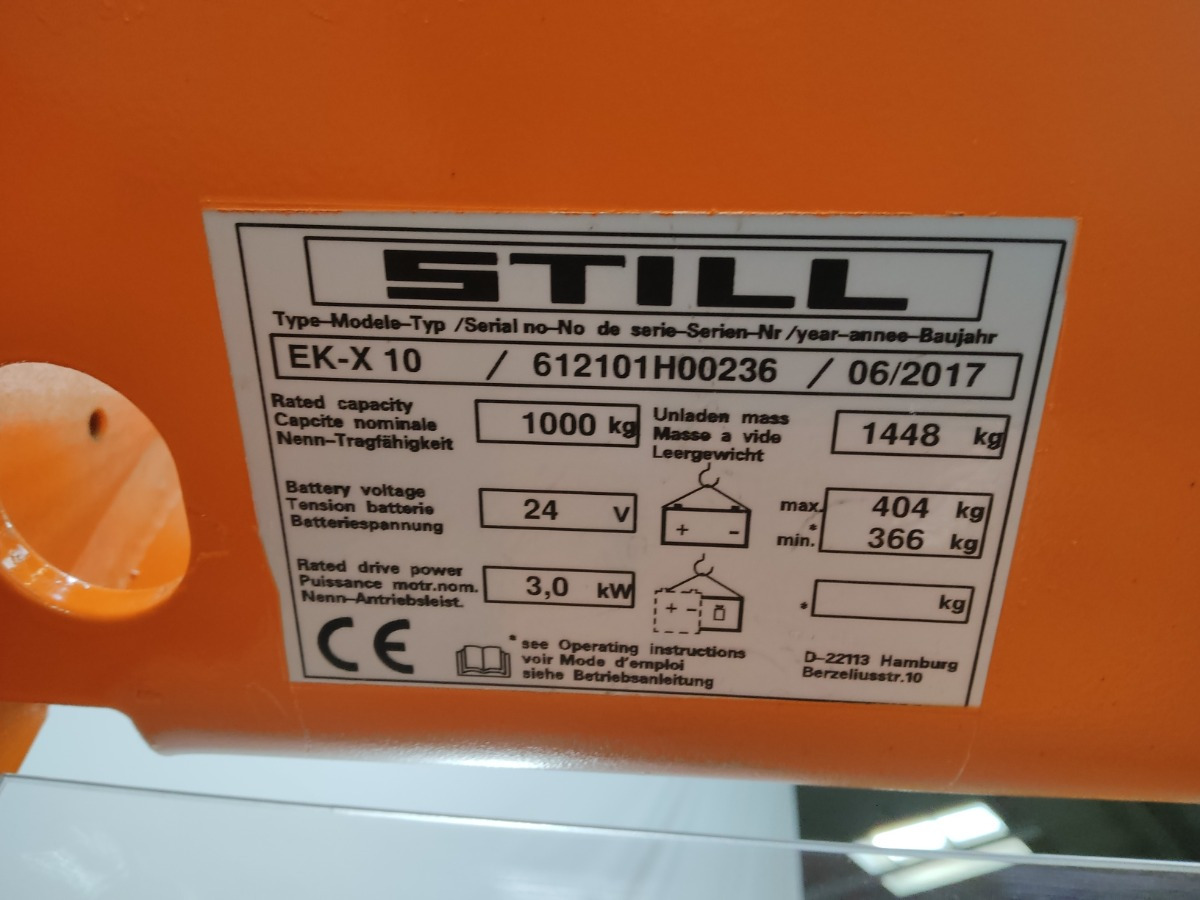 STILL
Type-Modele-Typ /Serial no-No de serie-Serien-Nr /year-annee-Baujahr
EK-X 10 / 612101H00236 / 06/2017
Rated capacity
Capcite nominale
Nenn-Tragfähigkeit
1000 kg
Unladen mass
Masse a vide
Leergewicht
1448 kg
Battery voltage
Tension batterie
Batteriespannung
24 V
+ -
max. 404 kg
* min. 366 kg
Rated drive power
Puissance motr.nom.
Nenn-Antriebsleist.
3,0 kW
+ -
* kg
CE
* see Operating instructions
voir Mode d'emploi
siehe Betriebsanleitung
D-22113 Hamburg
Berzeliusstr.10